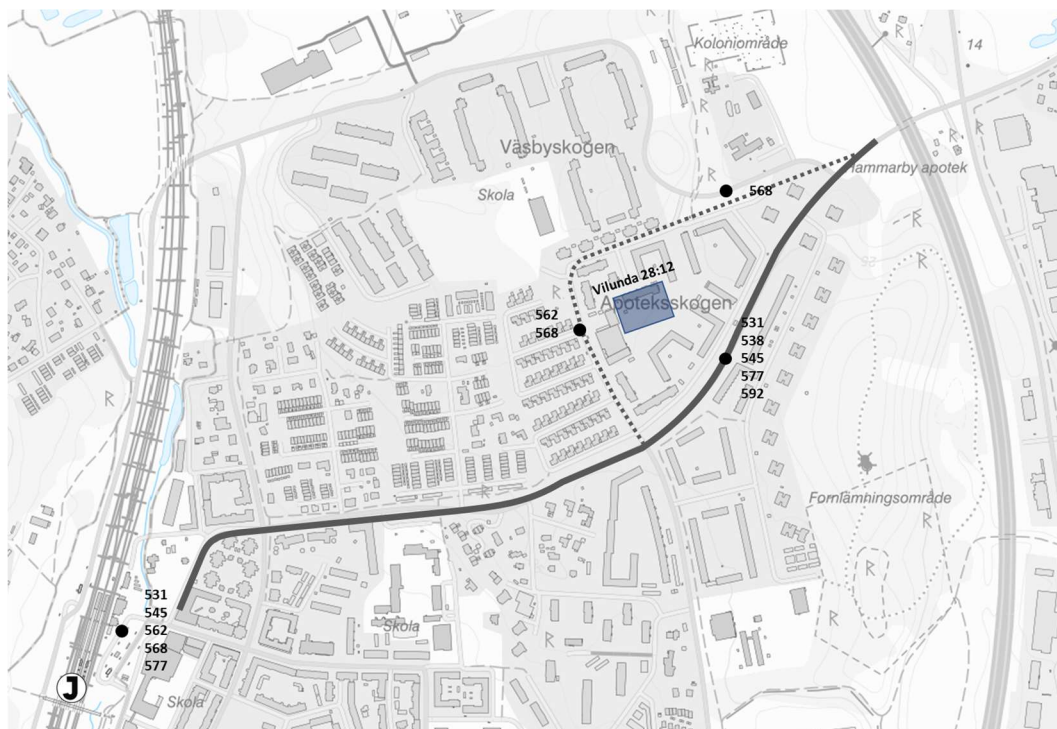 Koloniområde
14
Väsbyskogen
Hammarby apotek
Skola
568
Vilunda 28:12
Apoteksskogen
562
568
531
538
545
577
592
Fornlämningsområde
531
545
562
568
577
Skola
Skola
J
R
R
R
R
R
R
R
R
R
R
R
R